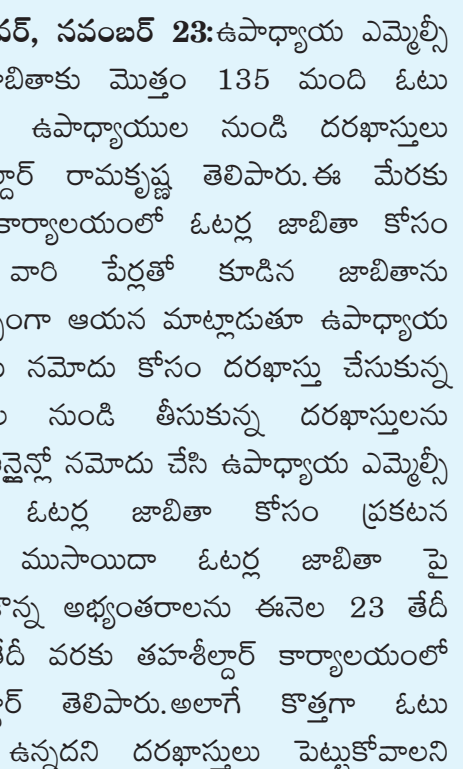 నవంబర్ 23:ఉపాధ్యాయ ఎమ్మెల్సీ
మొత్తం 135 మంది ఓటు
ఉపాధ్యాయుల నుండి దరఖాస్తులు
రామకృష్ణ తెలిపారు.ఈ మేరకు
కార్యాలయంలో ఓటర్ల జాబితా కోసం
వారి పేర్లతో కూడిన జాబితాను
ఆయన మాట్లాడుతూ ఉపాధ్యాయ
నమోదు కోసం దరఖాస్తు చేసుకున్న
నుండి తీసుకున్న దరఖాస్తులను
నమోదు చేసి ఉపాధ్యాయ ఎమ్మెల్సీ
ఓటర్ల జాబితా కోసం ప్రకటన
ముసాయిదా ఓటర్ల జాబితా పై
అభ్యంతరాలను ఈనెల 23 తేదీ
వరకు తహశీల్దార్ కార్యాలయంలో
తెలిపారు.అలాగే కొత్తగా ఓటు
ఉన్నదని దరఖాస్తులు పెట్టుకోవాలని